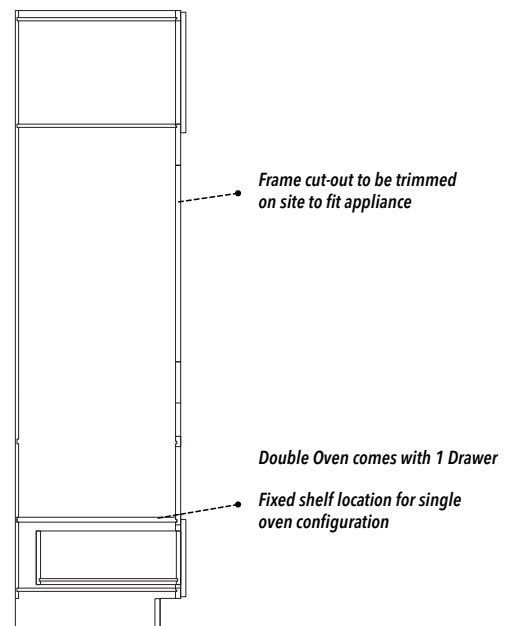 Frame cut-out to be trimmed
on site to fit appliance
Double Oven comes with 1 Drawer
Fixed shelf location for single
oven configuration